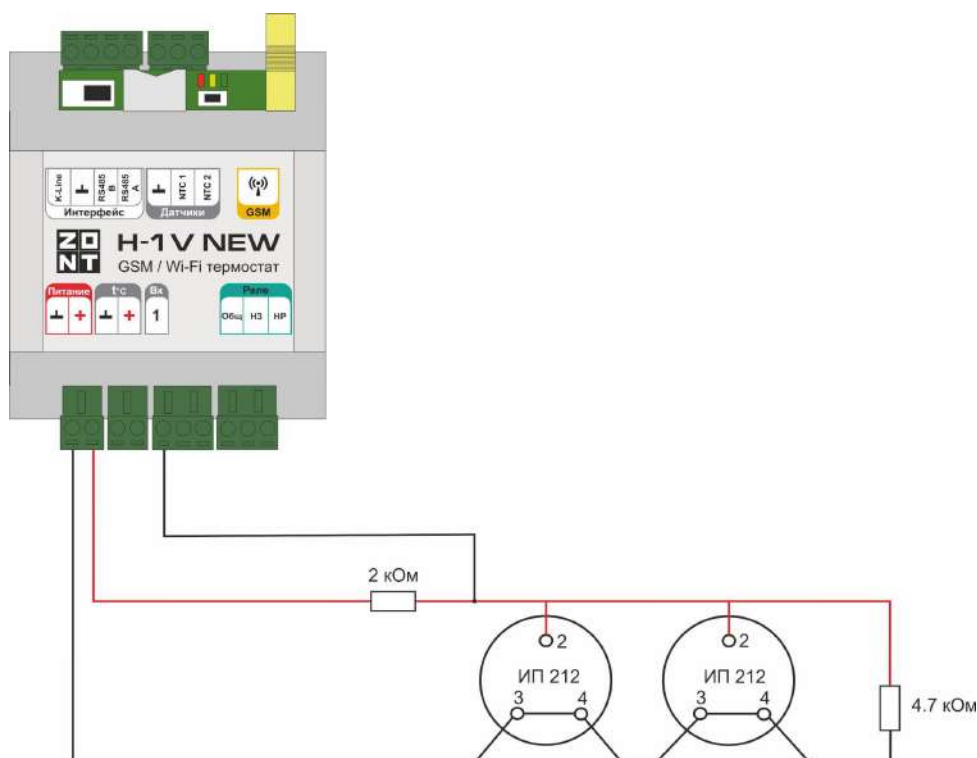 K-Line
RS485 B
RS485 A
NTC 1
NTC 2
Интерфейс
Датчики
GSM
ZONT
H-1V NEW
GSM / Wi-Fi термостат
Питание
t°C
Вх
Реле
+
+
1
Общ
НЗ
НР
2 кОм
2
2
ИП 212
ИП 212
3
4
3
4
4.7 кОм